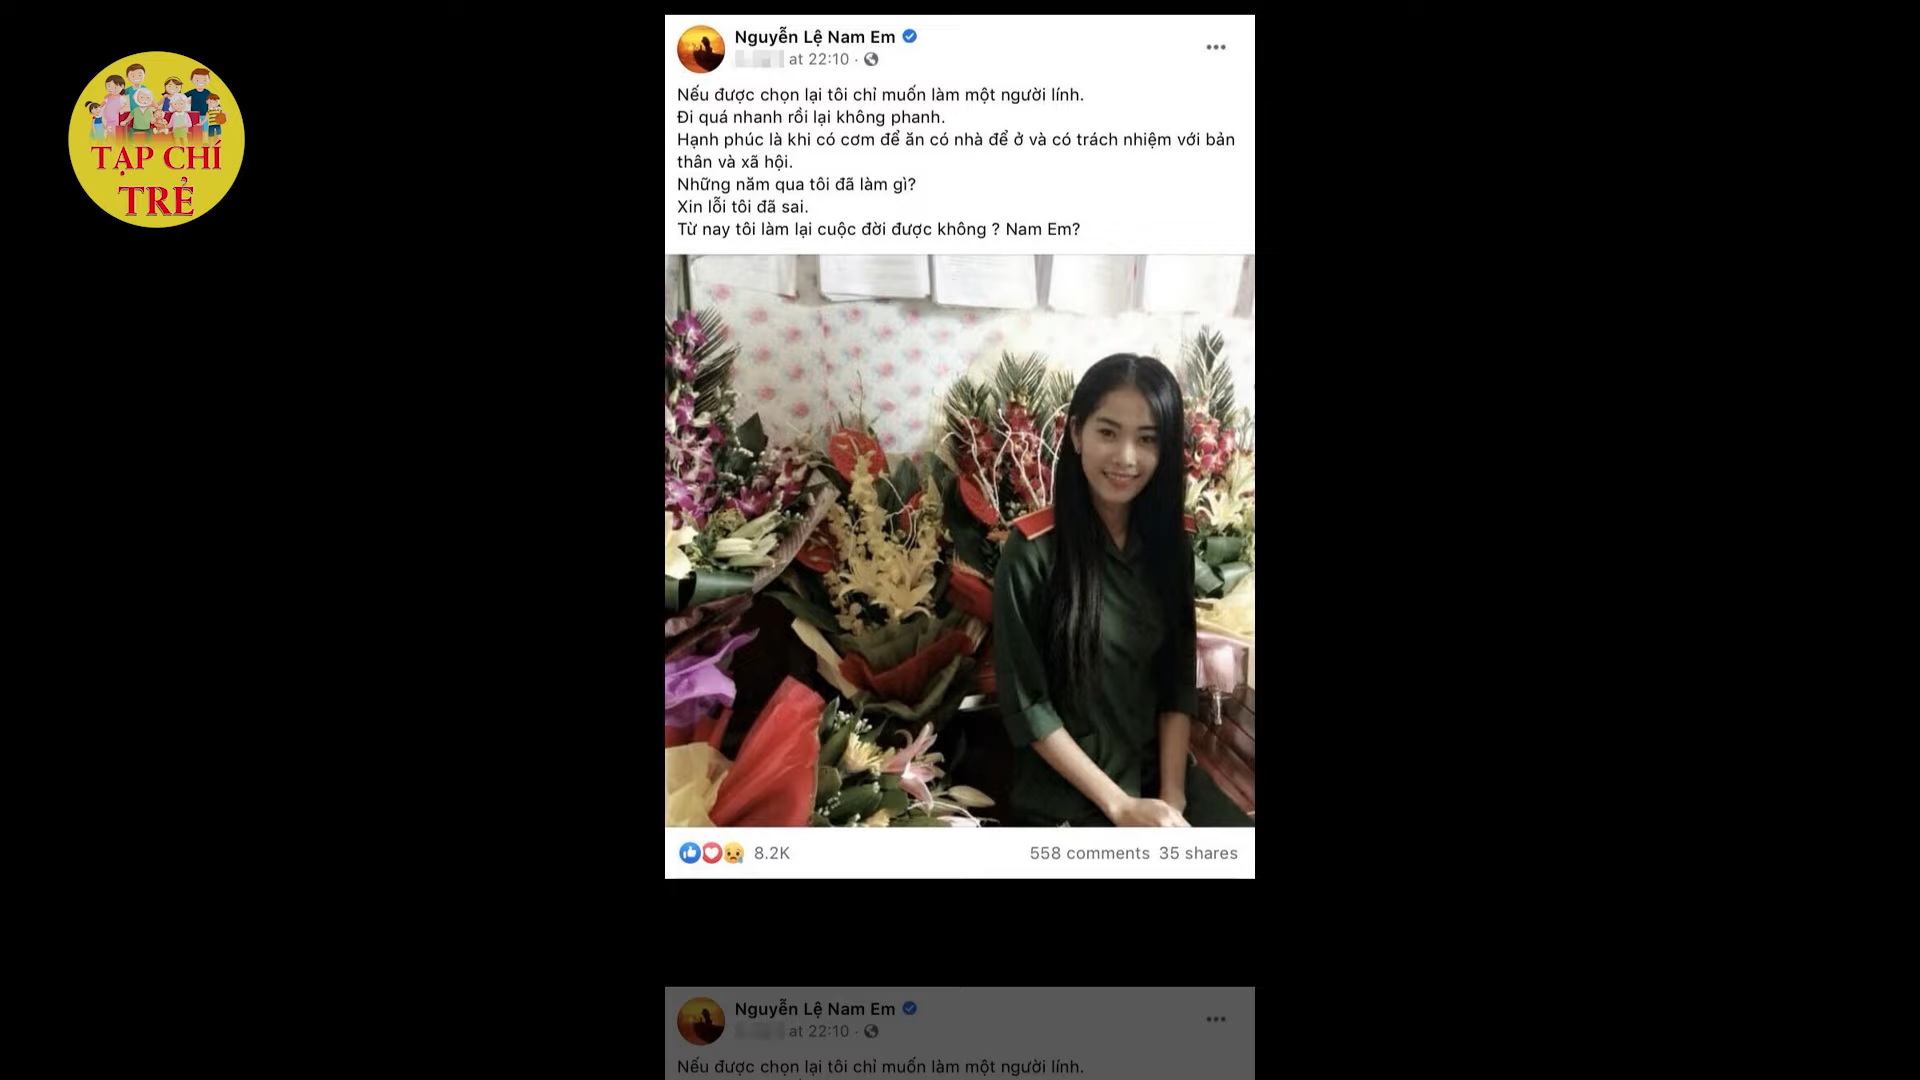 TẠP CHÍ
TRẺ
Nguyễn Lệ Nam Em
at 22:10 ·
Nếu được chọn lại tôi chỉ muốn làm một người lính.
Đi quá nhanh rồi lại không phanh.
Hạnh phúc là khi có cơm để ăn có nhà để ở và có trách nhiệm với bản
thân và xã hội.
Những năm qua tôi đã làm gì?
Xin lỗi tôi đã sai.
Từ nay tôi làm lại cuộc đời được không ? Nam Em?
8.2K
558 comments 35 shares
Nguyễn Lệ Nam Em
at 22:10 ·
Nếu được chọn lại tôi chỉ muốn làm một người lính.